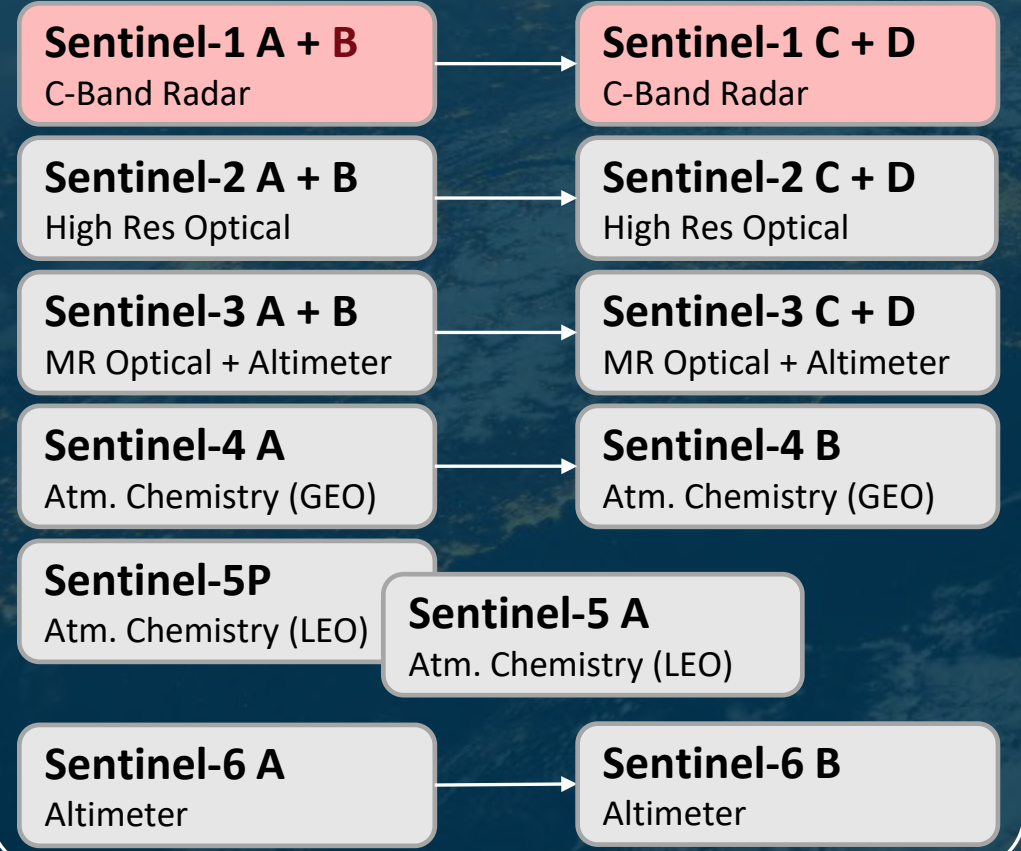 Sentinel-1 A + B
C-Band Radar
Sentinel-1 C + D
C-Band Radar
Sentinel-2 A + B
High Res Optical
Sentinel-2 C + D
High Res Optical
Sentinel-3 A + B
MR Optical + Altimeter
Sentinel-3 C + D
MR Optical + Altimeter
Sentinel-4 A
Atm. Chemistry (GEO)
Sentinel-4 B
Atm. Chemistry (GEO)
Sentinel-5P
Atm. Chemistry (LEO)
Sentinel-5 A
Atm. Chemistry (LEO)
Sentinel-6 A
Altimeter
Sentinel-6 B
Altimeter